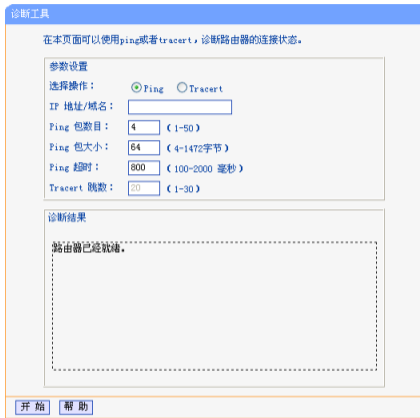 诊断工具
在本页面可以使用ping或者tracert，诊断路由器的连接状态。
参数设置
选择操作： Ping Tracert
IP 地址/域名：
Ping 包数目： 4 （1-50）
Ping 包大小： 64 （4-1472字节）
Ping 超时： 800 （100-2000 毫秒）
Tracert 跳数： 20 （1-30）
诊断结果
路由器已经就绪。
开 始 帮 助